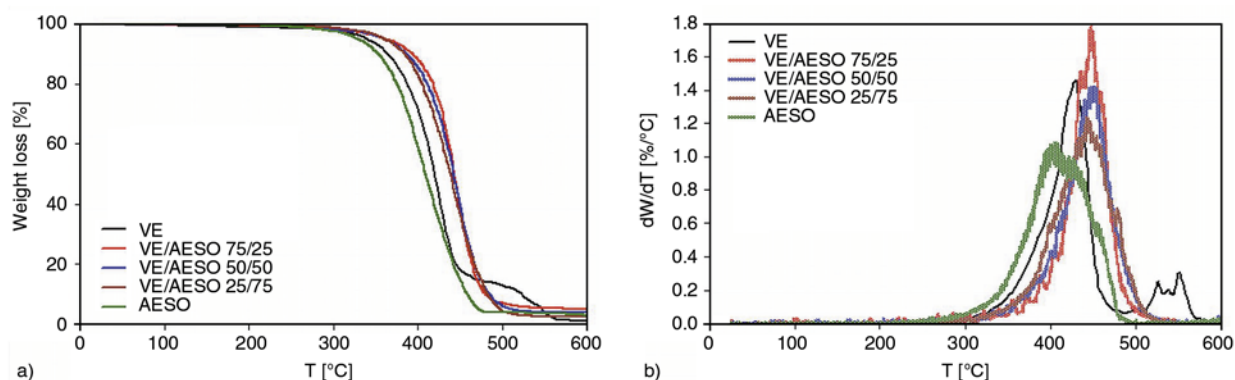 100
80
60
40
20
0
Weight loss [%]
VE
VE/AESO 75/25
VE/AESO 50/50
VE/AESO 25/75
AESO
0 100 200 300 400 500 600
T [°C]
a)
1.8
1.6
1.4
1.2
1.0
0.8
0.6
0.4
0.2
0.0
dW/dT [%/°C]
VE
VE/AESO 75/25
VE/AESO 50/50
VE/AESO 25/75
AESO
0 100 200 300 400 500 600
T [°C]
b)